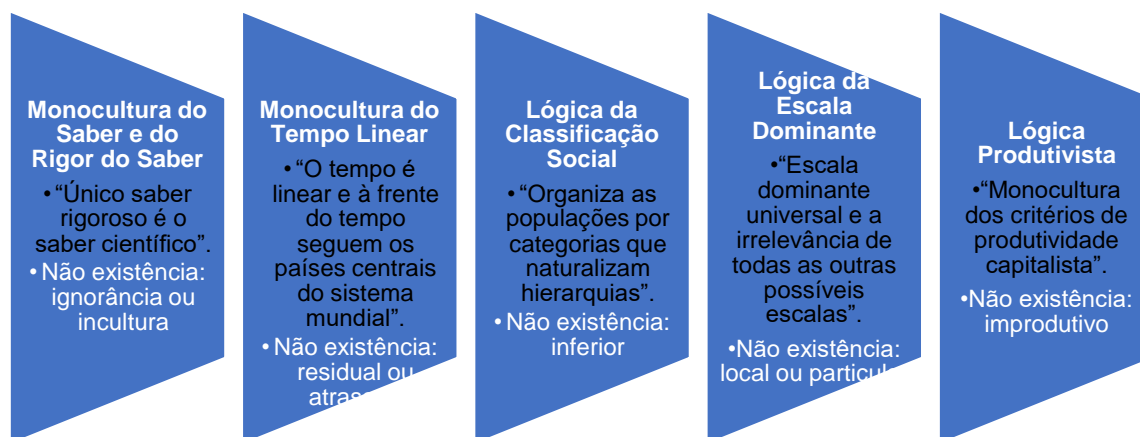 Monocultura do
Saber e do
Rigor do Saber
• “Único saber
rigoroso é o
saber científico”.
• Não existência:
ignorância ou
incultura
Monocultura do
Tempo Linear
• “O tempo é
linear e à frente
do tempo
seguem os
países centrais
do sistema
mundial”.
• Não existência:
residual ou
Lógica da
Classificação
Social
• “Organiza as
populações por
categorias que
naturalizam
hierarquias”.
• Não existência:
inferior
Lógica da
Escala
Dominante
•“Escala
dominante
universal e a
irrelevância de
todas as outras
possíveis
escalas”.
•Não existência:
local ou particular
Lógica
Produtivista
•“Monocultura
dos critérios de
produtividade
capitalista”.
•Não existência:
improdutivo